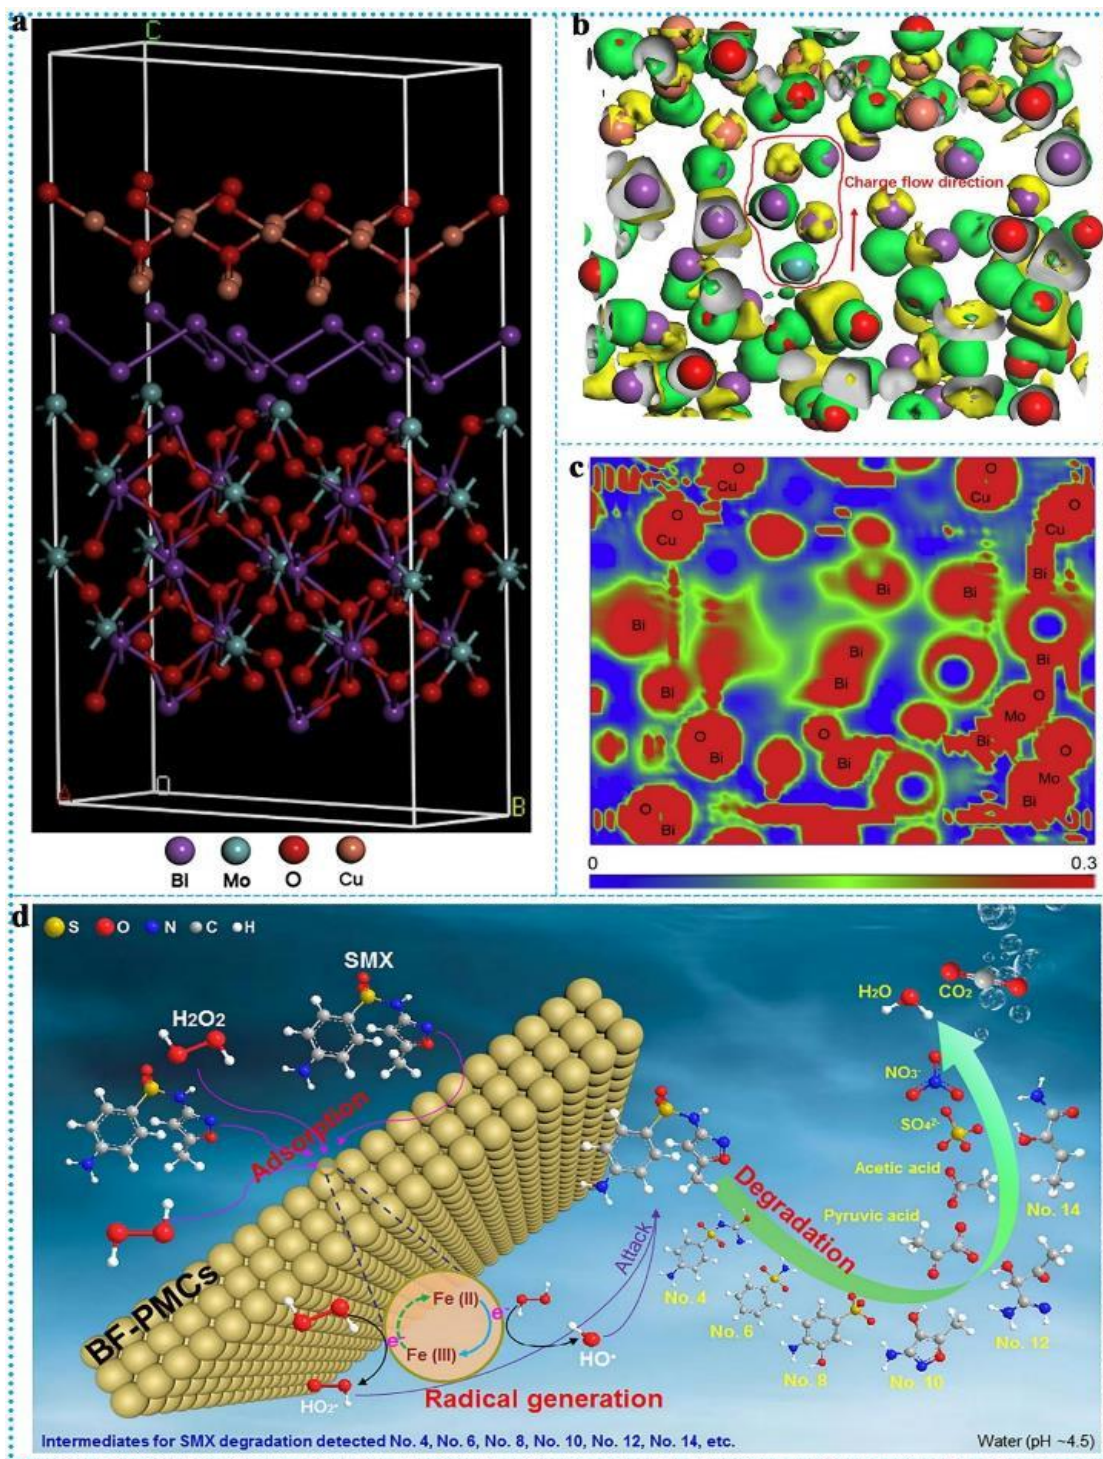 a
C
A
O
B
Bl
Mo
O
Cu
b
Charge flow direction
c
O
Cu
O
Cu
O
Cu
O
Cu
Bi
Bi
Bi
Bi
Bi
Bi
Bi
Bi
Bi
O
Mo
Bi
O
Bi
O
Bi
O
Mo
Bi
O
Bi
0
0.3
d
S
O
N
C
H
SMX
H2O2
H2O
CO2
NO3-
SO42-
Acetic acid
Pyruvic acid
No. 14
Adsorption
Degradation
BF-PMCs
Attack
No. 4
No. 6
No. 8
No. 10
No. 12
Fe (II)
e-
e-
Fe (III)
HO•
HO2•
Radical generation
Intermediates for SMX degradation detected No. 4, No. 6, No. 8, No. 10, No. 12, No. 14, etc.
Water (pH ~4.5)